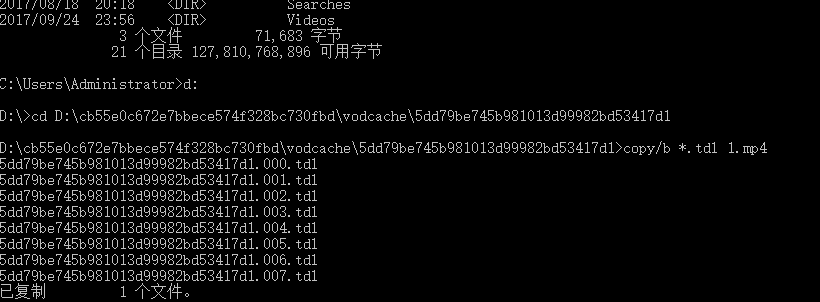 2017/08/18  20:18    <DIR>          Searches
2017/09/24  23:56    <DIR>          Videos
               3 个文件         71,683 字节
              21 个目录 127,810,768,896 可用字节
C:\Users\Administrator>d:
D:\>cd D:\cb55e0c672e7bbece574f328bc730fbd\vodcache\5dd79be745b981013d99982bd53417d1
D:\cb55e0c672e7bbece574f328bc730fbd\vodcache\5dd79be745b981013d99982bd53417d1>copy/b *.tdl 1.mp4
5dd79be745b981013d99982bd53417d1.000.tdl
5dd79be745b981013d99982bd53417d1.001.tdl
5dd79be745b981013d99982bd53417d1.002.tdl
5dd79be745b981013d99982bd53417d1.003.tdl
5dd79be745b981013d99982bd53417d1.004.tdl
5dd79be745b981013d99982bd53417d1.005.tdl
5dd79be745b981013d99982bd53417d1.006.tdl
5dd79be745b981013d99982bd53417d1.007.tdl
已复制         1 个文件。